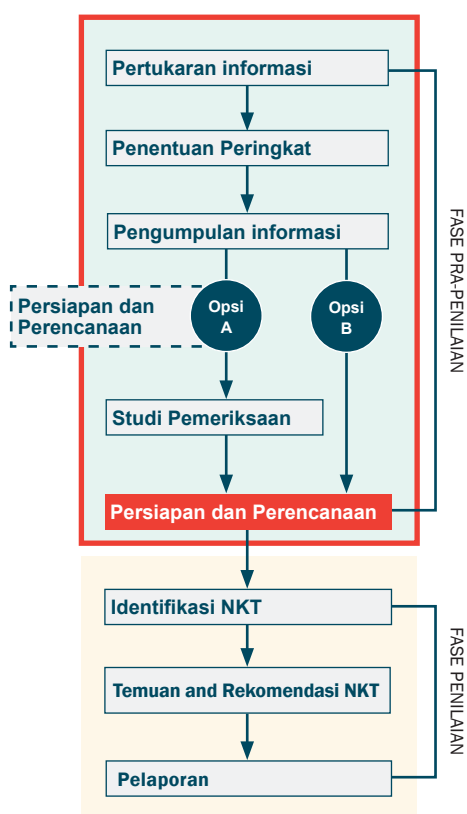 Pertukaran informasi
Penentuan Peringkat
Pengumpulan informasi
Persiapan dan
Perencanaan
Opsi
A
Opsi
B
Studi Pemeriksaan
Persiapan dan Perencanaan
FASE PRA-PENILAIAN
Identifikasi NKT
Temuan and Rekomendasi NKT
Pelaporan
FASE PENILAIAN